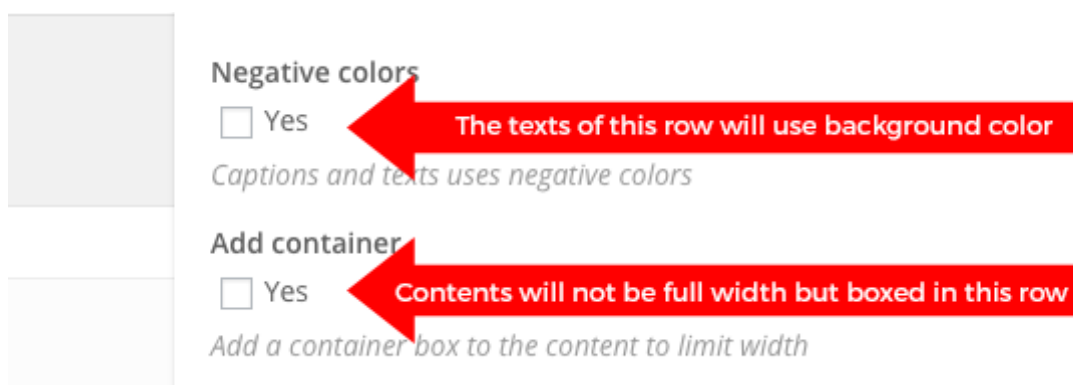 Negative colors
Yes
The texts of this row will use background color
Captions and texts uses negative colors
Add container
Yes
Contents will not be full width but boxed in this row
Add a container box to the content to limit width